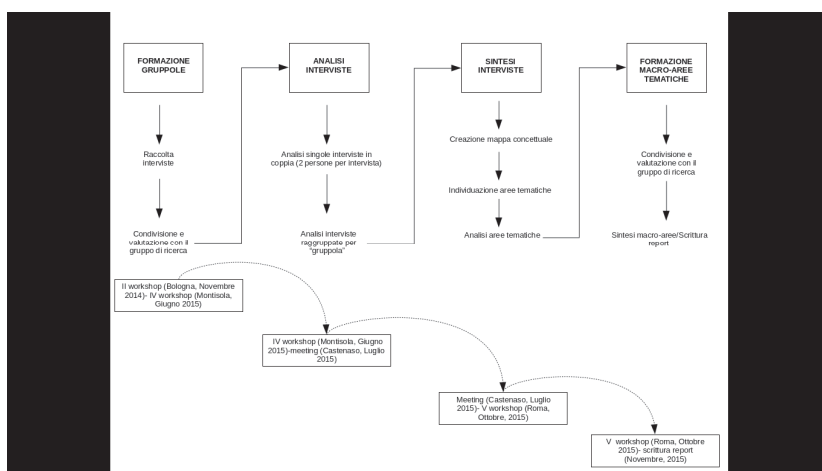 FORMAZIONE
GRUPPOLE
Raccolta
interviste
Condivisione e
valutazione con il
gruppo di ricerca
ANALISI
INTERVISTE
Analisi singole interviste in
coppia (2 persone per intervista)
Analisi interviste
raggruppate per
"gruppola"
SINTESI
INTERVISTE
Creazione mappa concettuale
Individuazione aree tematiche
Analisi aree tematiche
FORMAZIONE
MACRO-AREE
TEMATICHE
Condivisione e
valutazione con il
gruppo di ricerca
Sintesi macro-aree/Scrittura
report
II workshop (Bologna, Novembre
2014)- IV workshop (Montisola,
Giugno 2015)
IV workshop (Montisola, Giugno
2015)-meeting (Castenaso, Luglio
2015)
Meeting (Castenaso, Luglio
2015)- V workshop (Roma,
Ottobre, 2015)
V workshop (Roma, Ottobre
2015)- scrittura report
(Novembre, 2015)